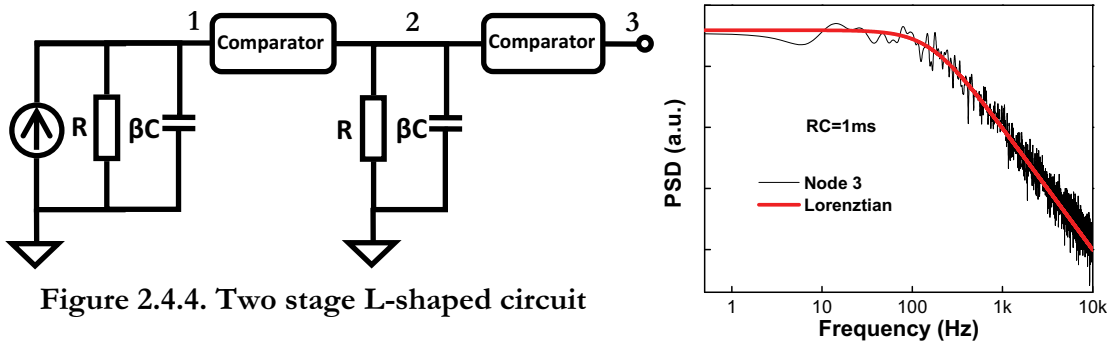 1
Comparator
2
Comparator
3
R
βC
R
βC
Figure 2.4.4. Two stage L-shaped circuit
PSD (a.u.)
RC=1ms
Node 3
Lorenztian
1 10 100 1k 10k
Frequency (Hz)